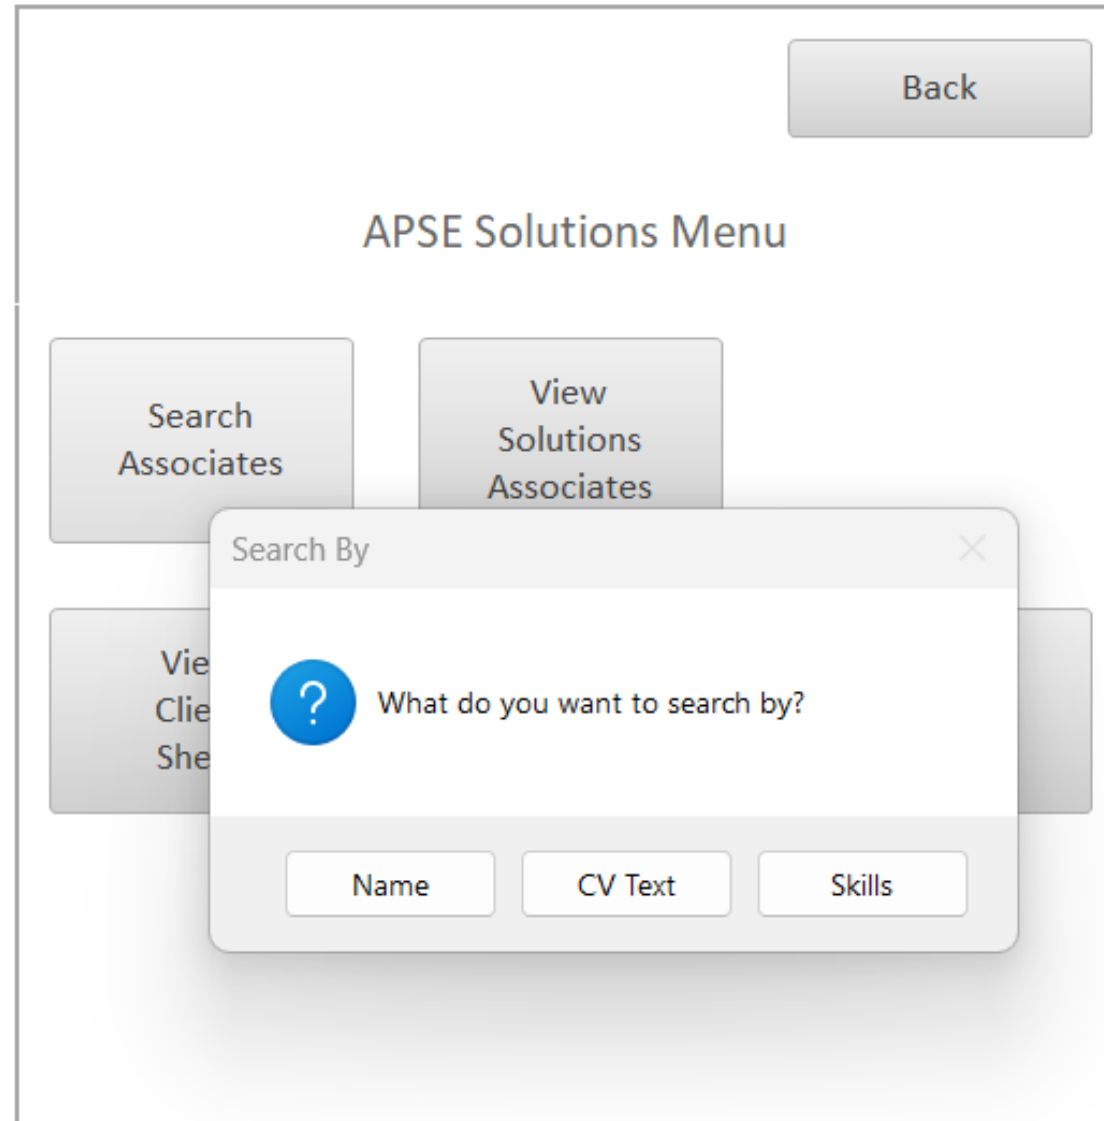 Back
APSE Solutions Menu
Search
Associates
View
Solutions
Associates
Search By
What do you want to search by?
Name
CV Text
Skills